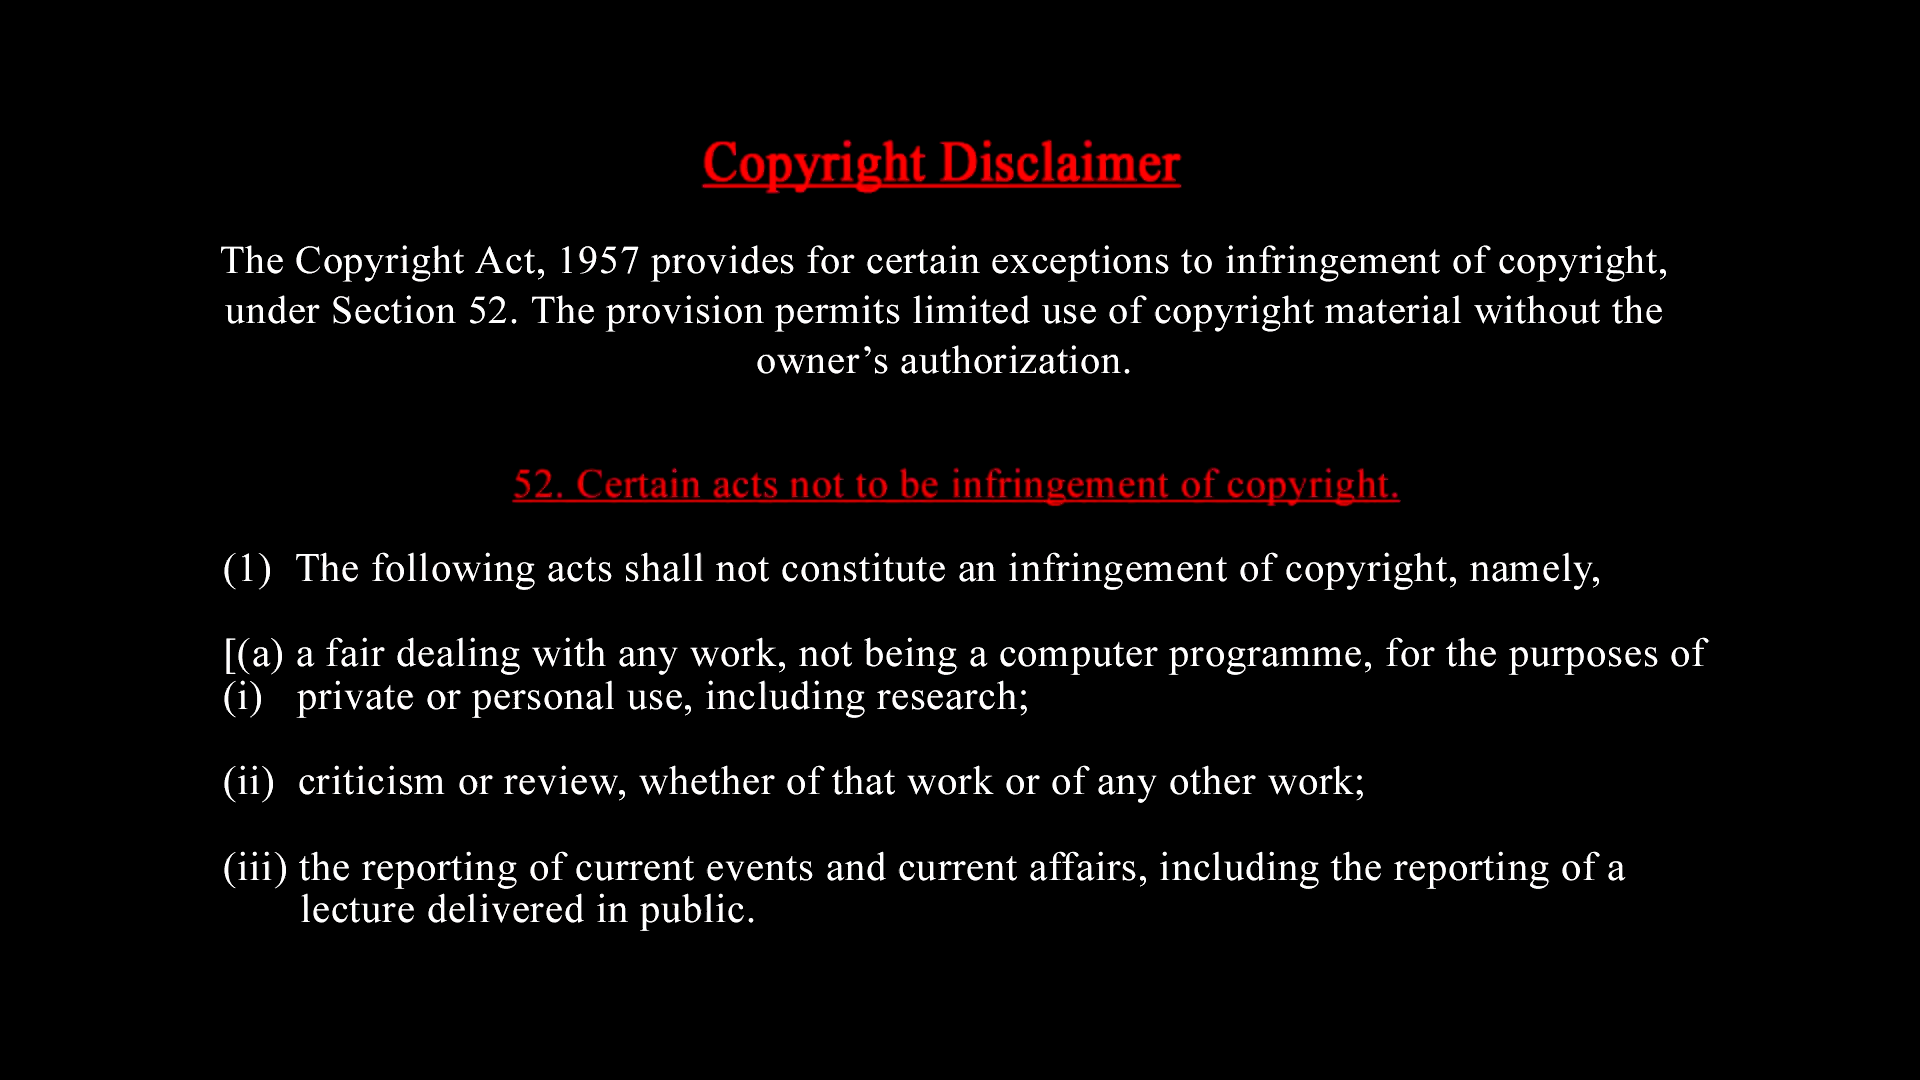 Copyright Disclaimer
The Copyright Act, 1957 provides for certain exceptions to infringement of copyright,
under Section 52. The provision permits limited use of copyright material without the
owner’s authorization.
52. Certain acts not to be infringement of copyright.
(1) The following acts shall not constitute an infringement of copyright, namely,
[(a) a fair dealing with any work, not being a computer programme, for the purposes of
(i) private or personal use, including research;
(ii) criticism or review, whether of that work or of any other work;
(iii) the reporting of current events and current affairs, including the reporting of a
lecture delivered in public.